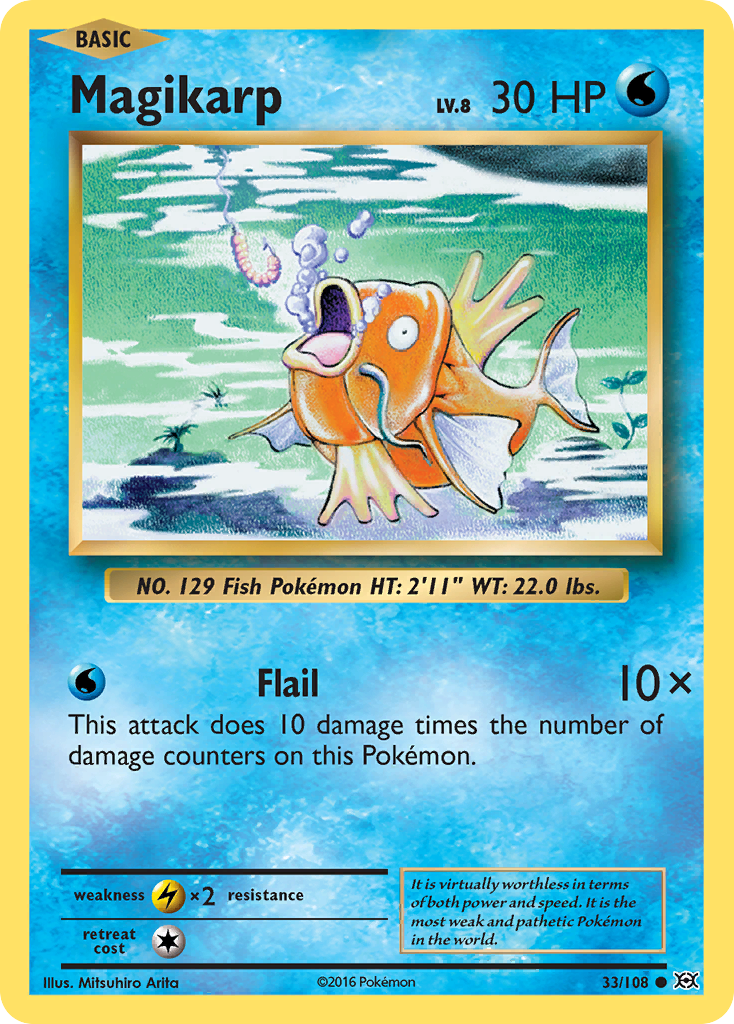 BASIC
Magikarp LV.8 30 HP
NO. 129 Fish Pokémon HT: 2'11" WT: 22.0 lbs.
Flail 10×
This attack does 10 damage times the number of
damage counters on this Pokémon.
weakness ×2 resistance
retreat
cost
It is virtually worthless in terms
of both power and speed. It is the
most weak and pathetic Pokémon
in the world.
Illus. Mitsuhiro Arita ©2016 Pokémon 33/108